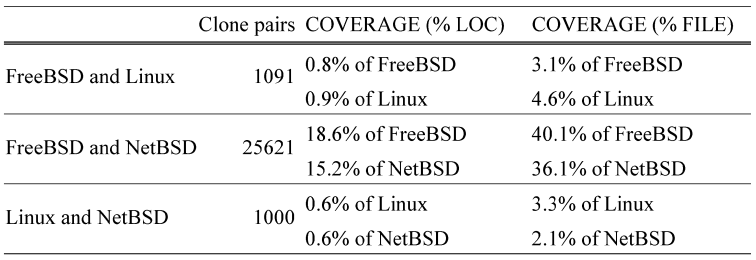 Clone pairs COVERAGE (% LOC) COVERAGE (% FILE)
FreeBSD and Linux 1091 0.8% of FreeBSD 3.1% of FreeBSD
0.9% of Linux 4.6% of Linux
FreeBSD and NetBSD 25621 18.6% of FreeBSD 40.1% of FreeBSD
15.2% of NetBSD 36.1% of NetBSD
Linux and NetBSD 1000 0.6% of Linux 3.3% of Linux
0.6% of NetBSD 2.1% of NetBSD